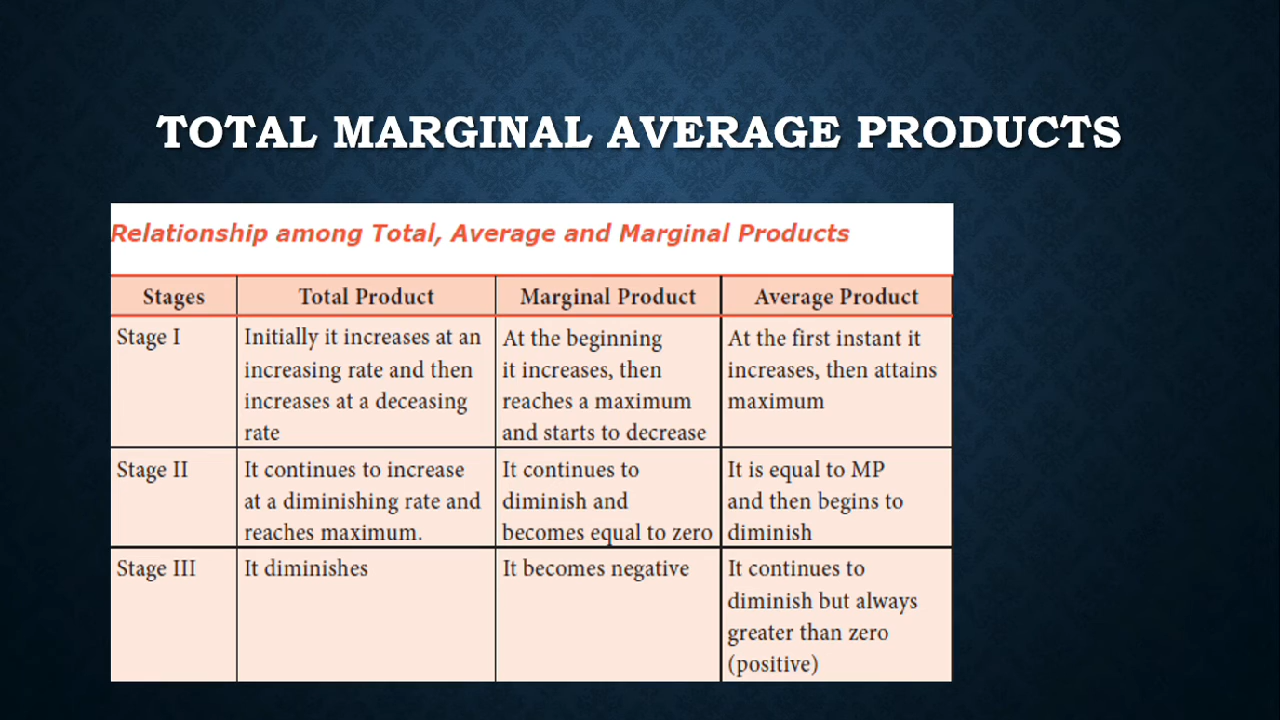 TOTAL MARGINAL AVERAGE PRODUCTS
Relationship among Total, Average and Marginal Products
Stages Total Product Marginal Product Average Product
Stage I
Initially it increases at an
increasing rate and then
increases at a deceasing
rate
At the beginning
it increases, then
reaches a maximum
and starts to decrease
At the first instant it
increases, then attains
maximum
Stage II
It continues to increase
at a diminishing rate and
reaches maximum.
It continues to
diminish and
becomes equal to zero
It is equal to MP
and then begins to
diminish
Stage III
It diminishes
It becomes negative
It continues to
diminish but always
greater than zero
(positive)